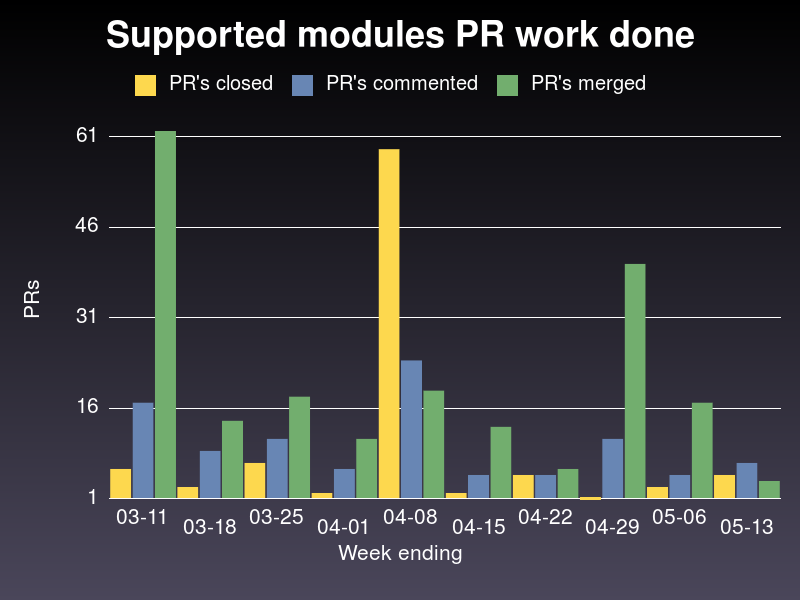 Supported modules PR work done
PR's closed PR's commented PR's merged
61
46
31
16
1
PRs
03-11 03-18 03-25 04-01 04-08 04-15 04-22 04-29 05-06 05-13
Week ending